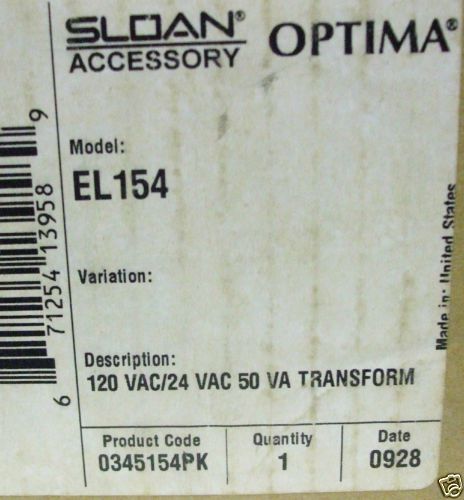 SLOAN® OPTIMA®
ACCESSORY
Model:
EL154
Variation:
Description:
120 VAC/24 VAC 50 VA TRANSFORM
Product Code Quantity Date
0345154PK 1 0928
Made in: United States
6 71254 13958 9